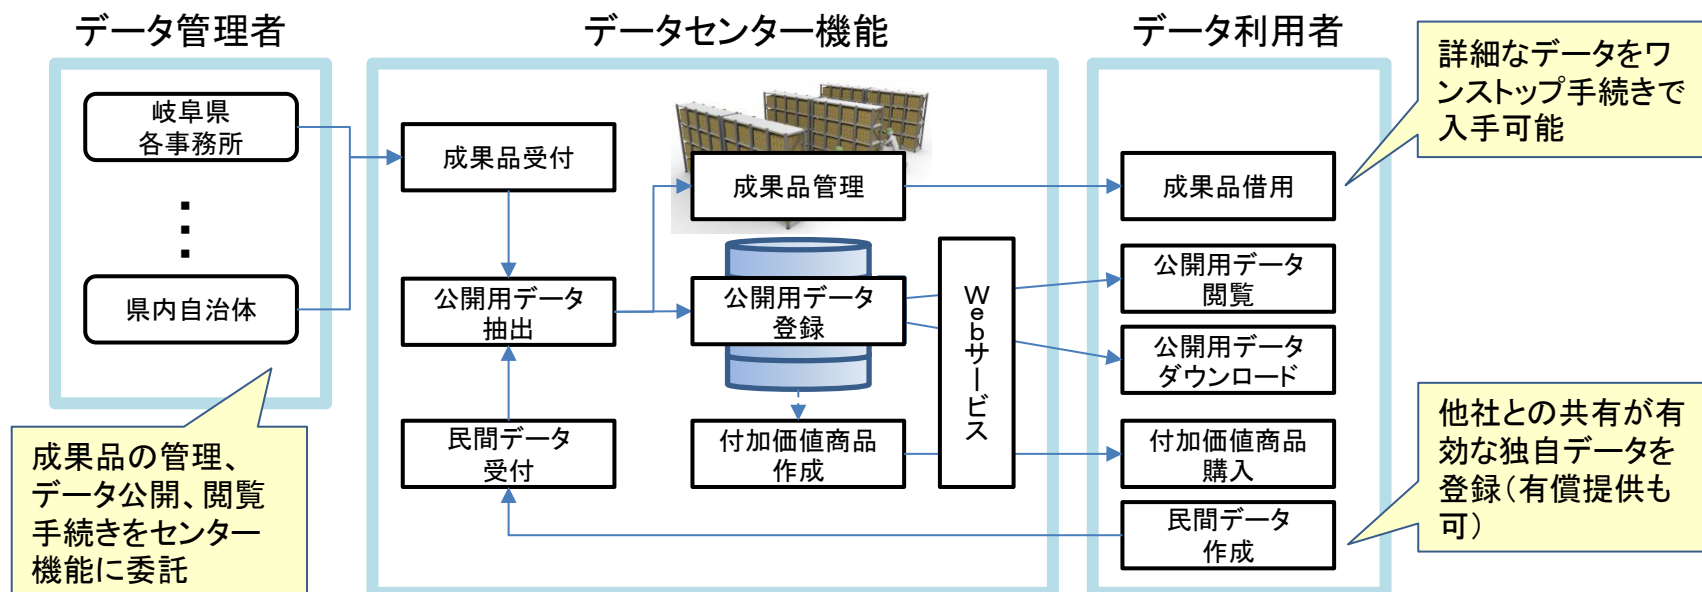 データ管理者
岐阜県
各事務所
県内自治体
成果品の管理、
データ公開、閲覧
手続きをセンター
機能に委託
データセンター機能
成果品受付
公開用データ
抽出
民間データ
受付
成果品管理
公開用データ
登録
付加価値商品
作成
Webサービス
データ利用者
成果品借用
公開用データ
閲覧
公開用データ
ダウンロード
付加価値商品
購入
民間データ
作成
詳細なデータをワ
ンストップ手続きで
入手可能
他社との共有が有
効な独自データを
登録（有償提供も
可）